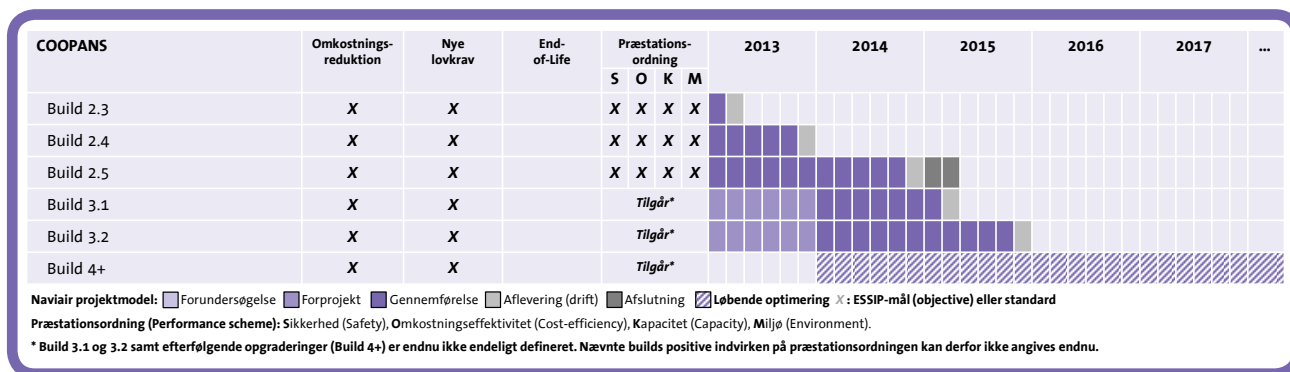 COOPANS Omkostnings- Nye End- Præstations- 2013 2014 2015 2016 2017 ...
reduktion lovkrav of-Life ordning
S O K M
Build 2.3 X X X X X X
Build 2.4 X X X X X X
Build 2.5 X X X X X X
Build 3.1 X X Tilgår*
Build 3.2 X X Tilgår*
Build 4+ X X Tilgår*
Naviair projektmodel: Forundersøgelse Forprojekt Gennemførelse Aflevering (drift) Afslutning Løbende optimering X : ESSIP-mål (objective) eller standard
Præstationsordning (Performance scheme): Sikkerhed (Safety), Omkostningseffektivitet (Cost-efficiency), Kapacitet (Capacity), Miljø (Environment).
* Build 3.1 og 3.2 samt efterfølgende opgraderinger (Build 4+) er endnu ikke endeligt defineret. Nævnte builds positive indvirken på præstationsordningen kan derfor ikke angives endnu.